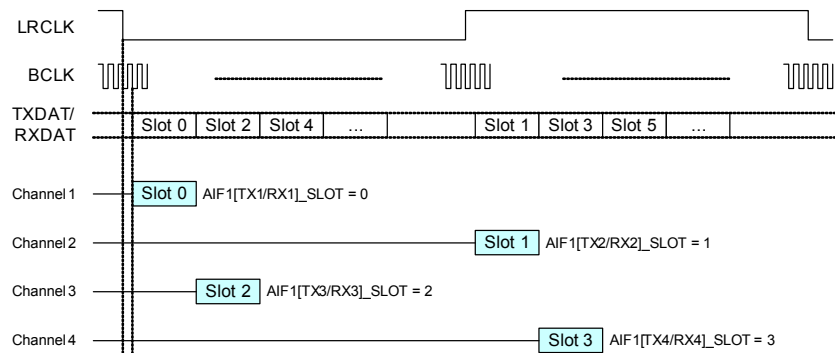 LRCLK
BCLK
TXDAT/
RXDAT
Slot 0 Slot 2 Slot 4 ... Slot 1 Slot 3 Slot 5 ...
Channel 1 Slot 0 AIF1[TX1/RX1]_SLOT = 0
Channel 2 Slot 1 AIF1[TX2/RX2]_SLOT = 1
Channel 3 Slot 2 AIF1[TX3/RX3]_SLOT = 2
Channel 4 Slot 3 AIF1[TX4/RX4]_SLOT = 3